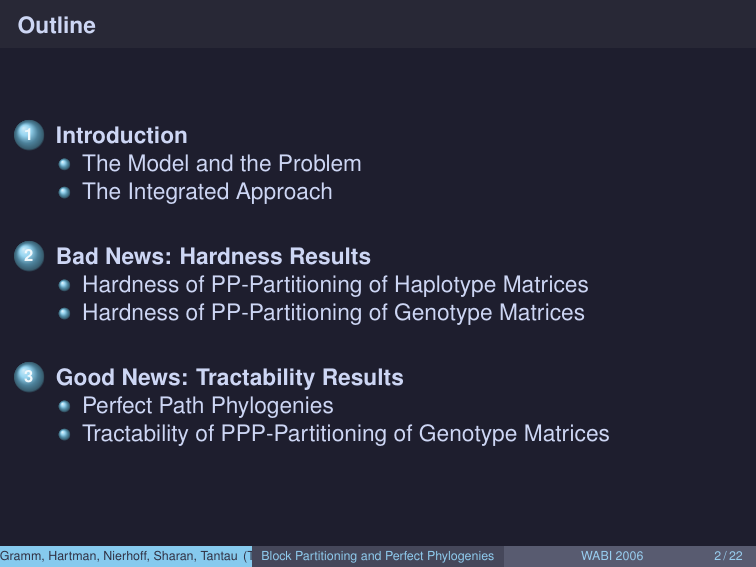 Outline
1 Introduction
The Model and the Problem
The Integrated Approach
2 Bad News: Hardness Results
Hardness of PP-Partitioning of Haplotype Matrices
Hardness of PP-Partitioning of Genotype Matrices
3 Good News: Tractability Results
Perfect Path Phylogenies
Tractability of PPP-Partitioning of Genotype Matrices
Gramm, Hartman, Nierhoff, Sharan, Tantau (T Block Partitioning and Perfect Phylogenies WABI 2006 2 / 22